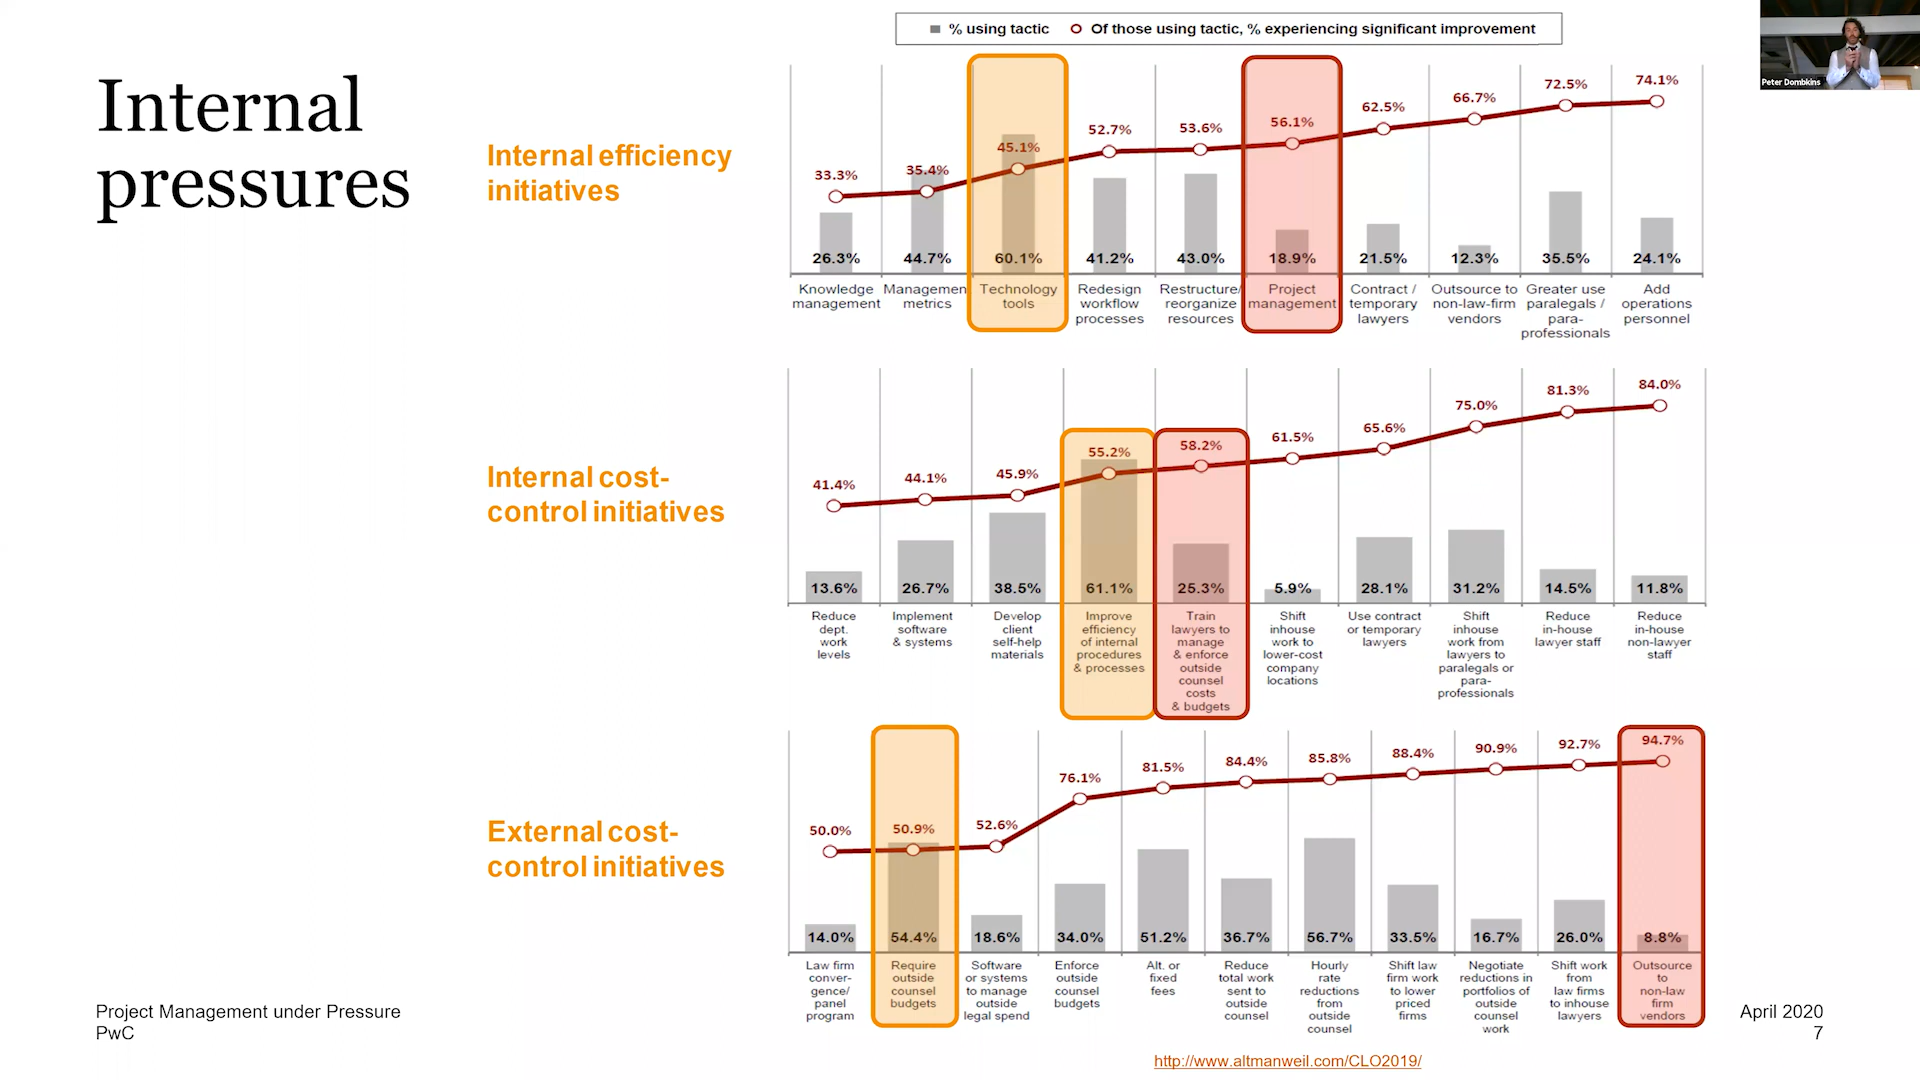 % using tactic
Of those using tactic, % experiencing significant improvement
Peter Dombkins
Internal
pressures
Internal efficiency
initiatives
33.3%
35.4%
45.1%
52.7%
53.6%
56.1%
62.5%
66.7%
72.5%
74.1%
26.3%
44.7%
60.1%
41.2%
43.0%
18.9%
21.5%
12.3%
35.5%
24.1%
Knowledge
management
Managemen
metrics
Technology
tools
Redesign
workflow
processes
Restructure/
reorganize
resources
Project
management
Contract /
temporary
lawyers
Outsource to
non-law-firm
vendors
Greater use
paralegals /
para-
professionals
Add
operations
personnel
Internal cost-
control initiatives
41.4%
44.1%
45.9%
55.2%
58.2%
61.5%
65.6%
75.0%
81.3%
84.0%
13.6%
26.7%
38.5%
61.1%
25.3%
5.9%
28.1%
31.2%
14.5%
11.8%
Reduce
dept.
work
levels
Implement
software
& systems
Develop
client
self-help
materials
Improve
efficiency
of internal
procedures
& processes
Train
lawyers to
manage
& enforce
outside
counsel
costs
& budgets
Shift
inhouse
work to
lower-cost
company
locations
Use contract
or temporary
lawyers
Shift
inhouse
work from
lawyers to
paralegals or
para-
professionals
Reduce
in-house
lawyer staff
Reduce
in-house
non-lawyer
staff
External cost-
control initiatives
50.0%
50.9%
52.6%
76.1%
81.5%
84.4%
85.8%
88.4%
90.9%
92.7%
94.7%
14.0%
54.4%
18.6%
34.0%
51.2%
36.7%
56.7%
33.5%
16.7%
26.0%
8.8%
Law firm
conver-
gence/
panel
program
Require
outside
counsel
budgets
Software
or systems
to manage
outside
legal spend
Enforce
outside
counsel
budgets
Alt. or
fixed
fees
Reduce
total work
sent to
outside
counsel
Hourly
rate
reductions
from
outside
counsel
Shift law
firm work
to lower
priced
firms
Negotiate
reductions in
portfolios of
outside
counsel
work
Shift work
from
law firms
to inhouse
lawyers
Outsource
to
non-law
firm
vendors
Project Management under Pressure
PwC
April 2020
7
http://www.altmanweil.com/CLO2019/